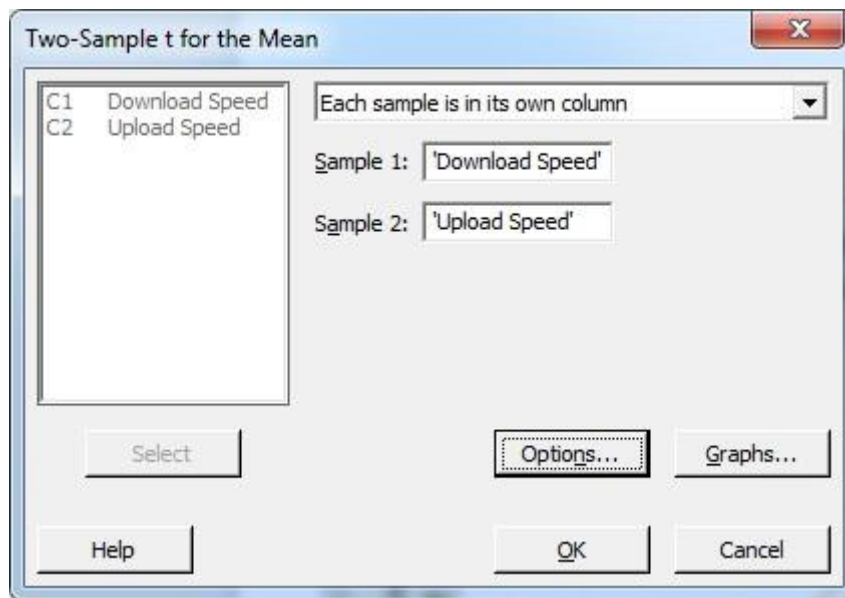 Two-Sample t for the Mean
C1 Download Speed
C2 Upload Speed
Each sample is in its own column
Sample 1: 'Download Speed'
Sample 2: 'Upload Speed'
Select
Options...
Graphs...
Help
OK
Cancel